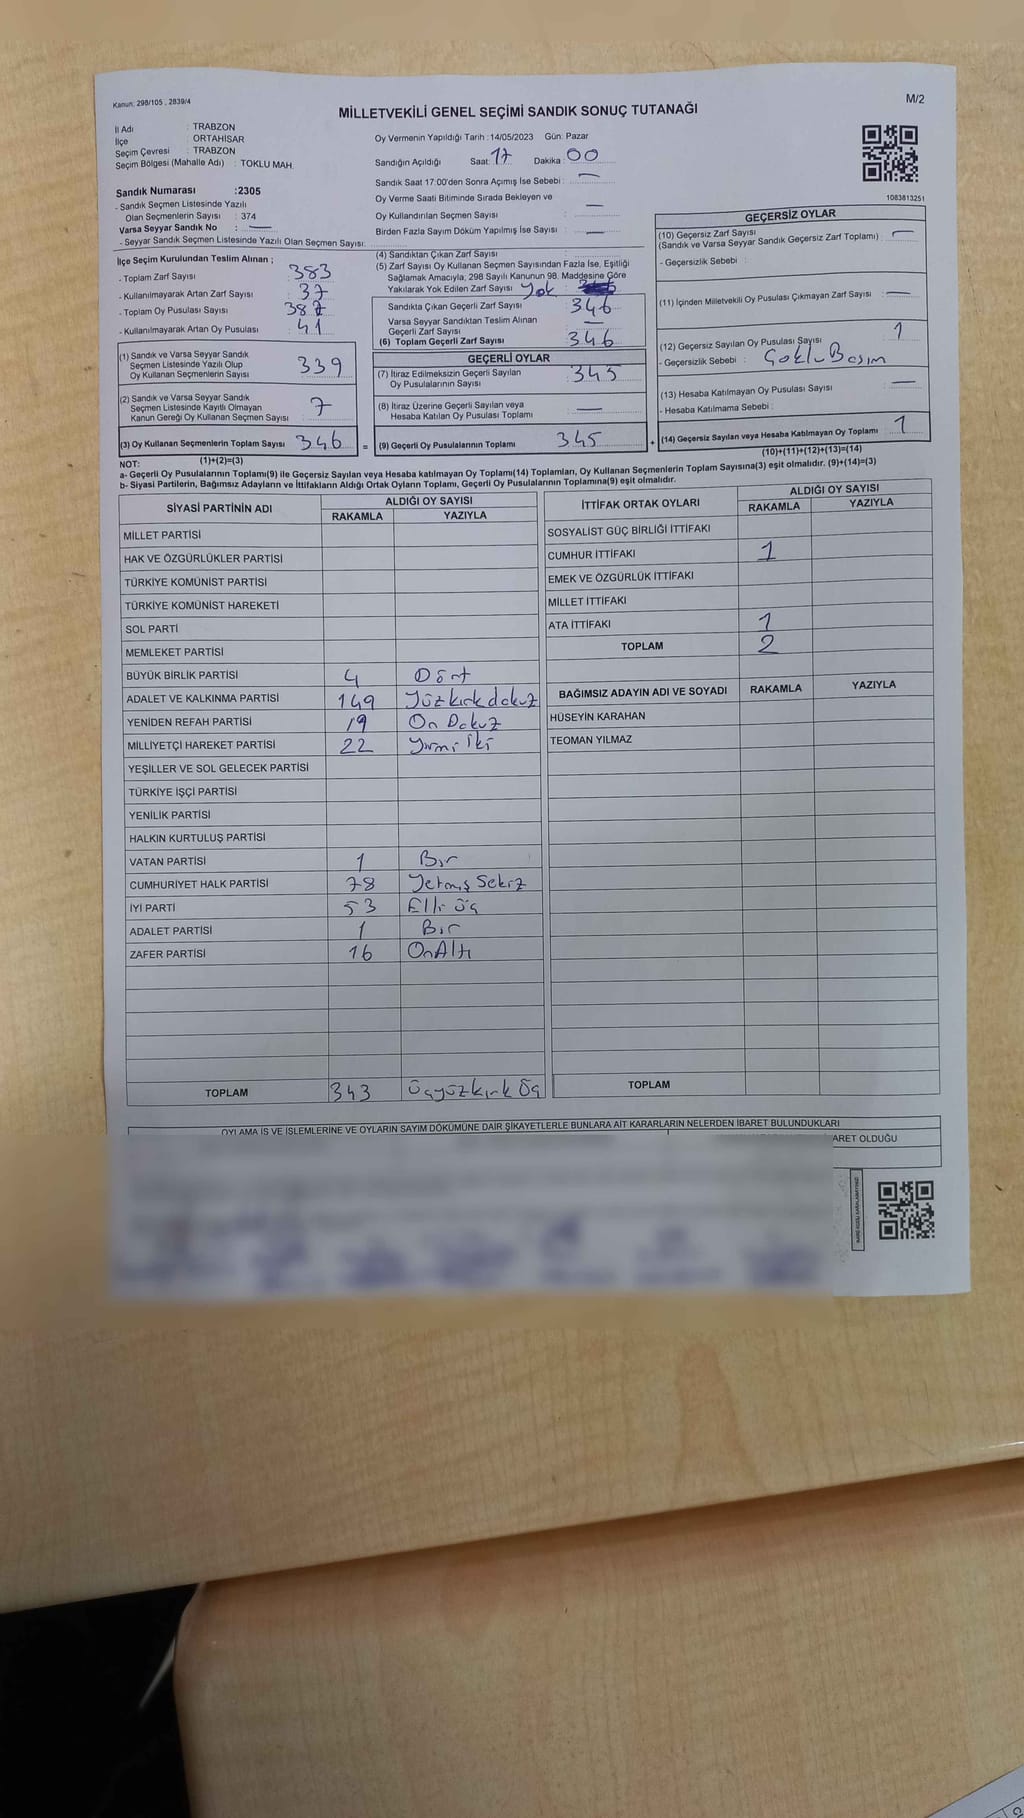 Kanun: 298/105 , 2839/4
M/2
MİLLETVEKİLİ GENEL SEÇİMİ SANDIK SONUÇ TUTANAĞI
İl Adı : TRABZON
İlçe : ORTAHİSAR
Seçim Çevresi : TRABZON
Seçim Bölgesi (Mahalle Adı) : TOKLU MAH.
Sandık Numarası :2305
- Sandık Seçmen Listesinde Yazılı
Olan Seçmenlerin Sayısı : 374
Varsa Seyyar Sandık No : —
- Seyyar Sandık Seçmen Listesinde Yazılı Olan Seçmen Sayısı:
Oy Vermenin Yapıldığı Tarih : 14/05/2023 Gün: Pazar
Sandığın Açıldığı Saat: 17 Dakika : 00
Sandık Saat 17:00'den Sonra Açımış İse Sebebi : —
Oy Verme Saati Bitiminde Sırada Bekleyen ve
Oy Kullandırılan Seçmen Sayısı : —
Birden Fazla Sayım Döküm Yapılmış İse Sayısı : —
1083813251
İlçe Seçim Kurulundan Teslim Alınan ;
- Toplam Zarf Sayısı : 383
- Kullanılmayarak Artan Zarf Sayısı : 37
- Toplam Oy Pusulası Sayısı : 387
- Kullanılmayarak Artan Oy Pusulası : 41
(1) Sandık ve Varsa Seyyar Sandık
Seçmen Listesinde Yazılı Olup
Oy Kullanan Seçmenlerin Sayısı : 339
(2) Sandık ve Varsa Seyyar Sandık
Seçmen Listesinde Kayıtlı Olmayan
Kanun Gereği Oy Kullanan Seçmen Sayısı : 7
(3) Oy Kullanan Seçmenlerin Toplam Sayısı : 346 =
(1)+(2)=(3)
(4) Sandıktan Çıkan Zarf Sayısı
(5) Zarf Sayısı Oy Kullanan Seçmen Sayısından Fazla İse, Eşitliği
Sağlamak Amacıyla, 298 Sayılı Kanunun 98. Maddesine Göre
Yakılarak Yok Edilen Zarf Sayısı : Yok
Sandıkta Çıkan Geçerli Zarf Sayısı : 346
Varsa Seyyar Sandıktan Teslim Alınan
Geçerli Zarf Sayısı : —
(6) Toplam Geçerli Zarf Sayısı : 346
GEÇERLİ OYLAR
(7) İtiraz Edilmeksizin Geçerli Sayılan
Oy Pusulalarının Sayısı : 345
(8) İtiraz Üzerine Geçerli Sayılan veya
Hesaba Katılan Oy Pusulası Toplamı : —
(9) Geçerli Oy Pusulalarının Toplamı : 345 +
GEÇERSİZ OYLAR
(10) Geçersiz Zarf Sayısı : —
(Sandık ve Varsa Seyyar Sandık Geçersiz Zarf Toplamı)
- Geçersizlik Sebebi :
(11) İçinden Milletvekili Oy Pusulası Çıkmayan Zarf Sayısı : —
(12) Geçersiz Sayılan Oy Pusulası Sayısı : 1
- Geçersizlik Sebebi : Çoklu Basım
(13) Hesaba Katılmayan Oy Pusulası Sayısı : —
- Hesaba Katılmama Sebebi :
(14) Geçersiz Sayılan veya Hesaba Katılmayan Oy Toplamı : 1
(10)+(11)+(12)+(13)=(14)
NOT:
a- Geçerli Oy Pusulalarının Toplamı(9) ile Geçersiz Sayılan veya Hesaba katılmayan Oy Toplamı(14) Toplamları, Oy Kullanan Seçmenlerin Toplam Sayısına(3) eşit olmalıdır. (9)+(14)=(3)
b- Siyasi Partilerin, Bağımsız Adayların ve İttifakların Aldığı Ortak Oyların Toplamı, Geçerli Oy Pusulalarının Toplamına(9) eşit olmalıdır.
SİYASİ PARTİNİN ADI ALDIĞI OY SAYISI
RAKAMLA YAZIYLA
MİLLET PARTİSİ
HAK VE ÖZGÜRLÜKLER PARTİSİ
TÜRKİYE KOMÜNİST PARTİSİ
TÜRKİYE KOMÜNİST HAREKETİ
SOL PARTİ
MEMLEKET PARTİSİ
BÜYÜK BİRLİK PARTİSİ 4 Dört
ADALET VE KALKINMA PARTİSİ 149 Yüzkırkdokuz
YENİDEN REFAH PARTİSİ 19 On Dokuz
MİLLİYETÇİ HAREKET PARTİSİ 22 Yirmi İki
YEŞİLLER VE SOL GELECEK PARTİSİ
TÜRKİYE İŞÇİ PARTİSİ
YENİLİK PARTİSİ
HALKIN KURTULUŞ PARTİSİ
VATAN PARTİSİ 1 Bir
CUMHURİYET HALK PARTİSİ 78 Yetmiş Sekiz
İYİ PARTİ 53 Elli üç
ADALET PARTİSİ 1 Bir
ZAFER PARTİSİ 16 On Altı
TOPLAM 343 Üçyüzkırk Üç
İTTİFAK ORTAK OYLARI ALDIĞI OY SAYISI
RAKAMLA YAZIYLA
SOSYALİST GÜÇ BİRLİĞİ İTTİFAKI
CUMHUR İTTİFAKI 1
EMEK VE ÖZGÜRLÜK İTTİFAKI
MİLLET İTTİFAKI
ATA İTTİFAKI 1
TOPLAM 2
BAĞIMSIZ ADAYIN ADI VE SOYADI RAKAMLA YAZIYLA
HÜSEYİN KARAHAN
TEOMAN YILMAZ
TOPLAM
OYLAMA İŞ VE İŞLEMLERİNE VE OYLARIN SAYIM DÖKÜMÜNE DAİR ŞİKAYETLERLE BUNLARA AİT KARARLARIN NELERDEN İBARET BULUNDUKLARI
ARET OLDUĞU